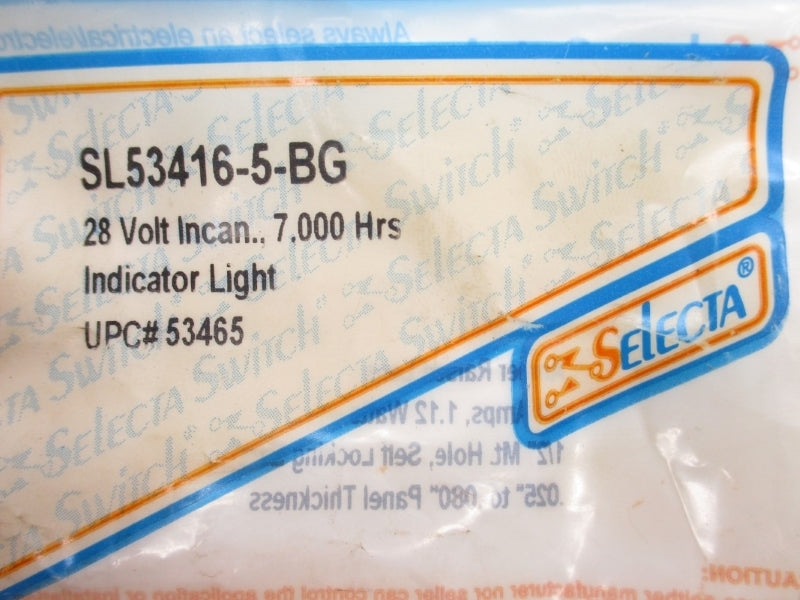 Always select an electrical/electro
SL53416-5-BG
28 Volt Incan., 7,000 Hrs
Indicator Light
UPC# 53465
SELECTA®
Amps, 1.12 Wa
1/2" Mt. Hole, Self Locking
.025" to .080" Panel Thickness
CAUTION:
neither manufacturer nor seller can control the application or installation